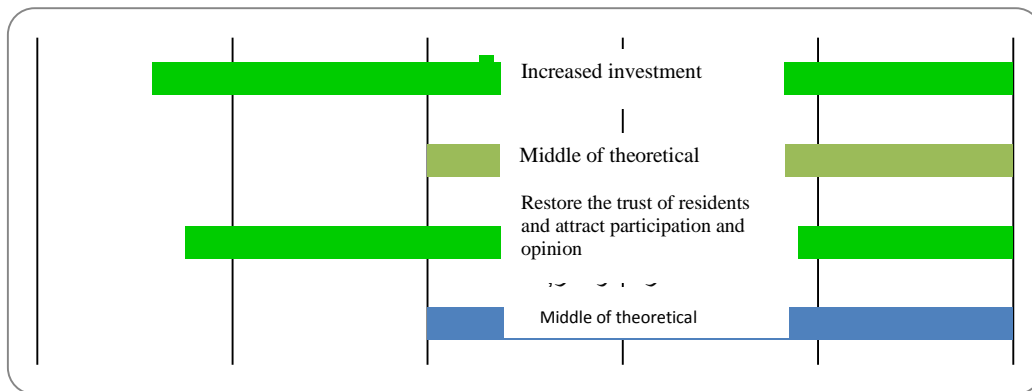 Increased investment
Middle of theoretical
Restore the trust of residents
and attract participation and
opinion
Middle of theoretical